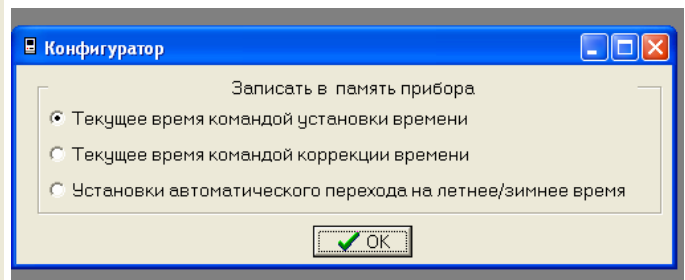 Конфигуратор
Записать в память прибора
Текущее время командой установки времени
Текущее время командой коррекции времени
Установки автоматического перехода на летнее/зимнее время
OK